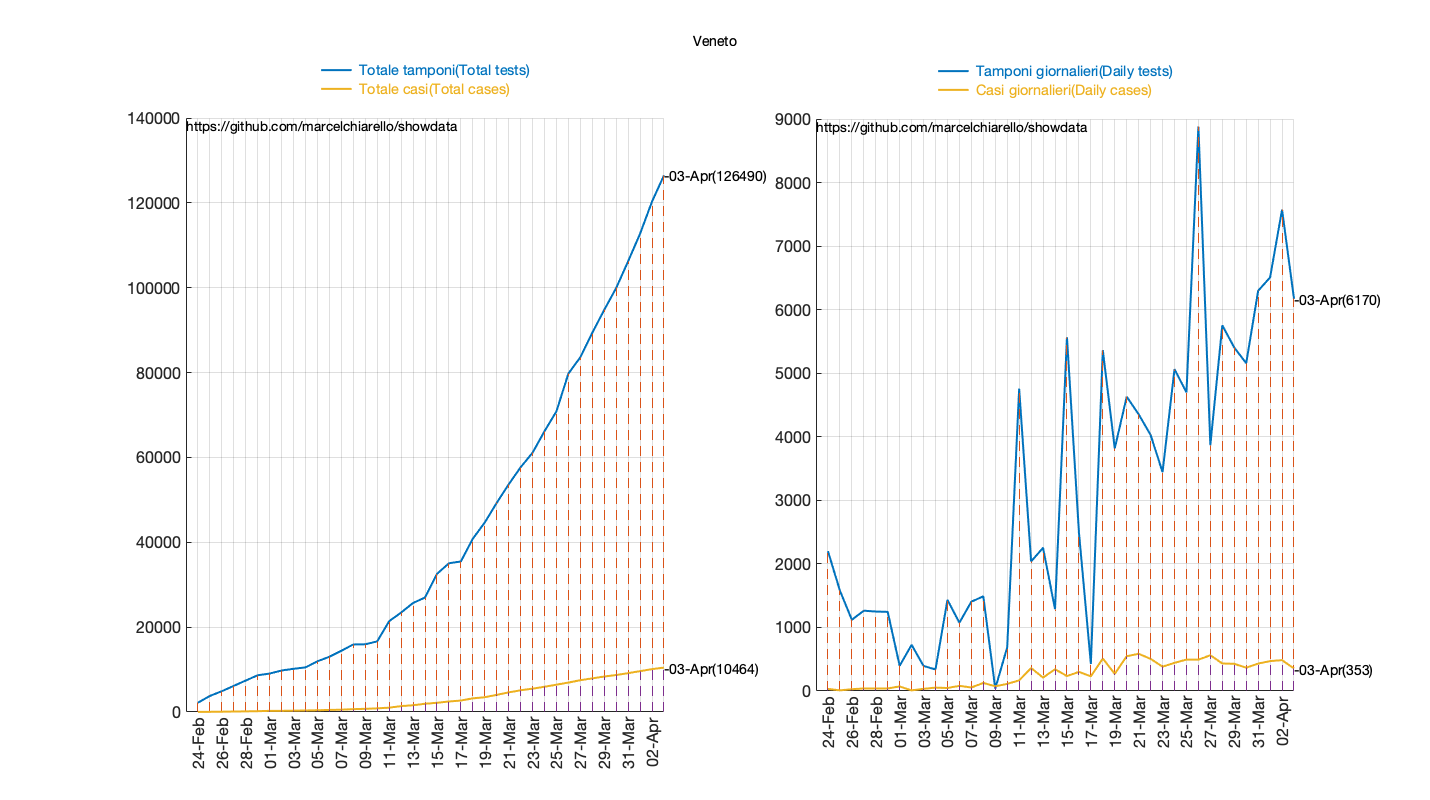 Veneto
Totale tamponi(Total tests)
Totale casi(Total cases)
140000
120000
100000
80000
60000
40000
20000
0
https://github.com/marcelchiarello/showdata
03-Apr(126490)
03-Apr(10464)
24-Feb
26-Feb
28-Feb
01-Mar
03-Mar
05-Mar
07-Mar
09-Mar
11-Mar
13-Mar
15-Mar
17-Mar
19-Mar
21-Mar
23-Mar
25-Mar
27-Mar
29-Mar
31-Mar
02-Apr
Tamponi giornalieri(Daily tests)
Casi giornalieri(Daily cases)
9000
8000
7000
6000
5000
4000
3000
2000
1000
0
https://github.com/marcelchiarello/showdata
03-Apr(6170)
03-Apr(353)
24-Feb
26-Feb
28-Feb
01-Mar
03-Mar
05-Mar
07-Mar
09-Mar
11-Mar
13-Mar
15-Mar
17-Mar
19-Mar
21-Mar
23-Mar
25-Mar
27-Mar
29-Mar
31-Mar
02-Apr